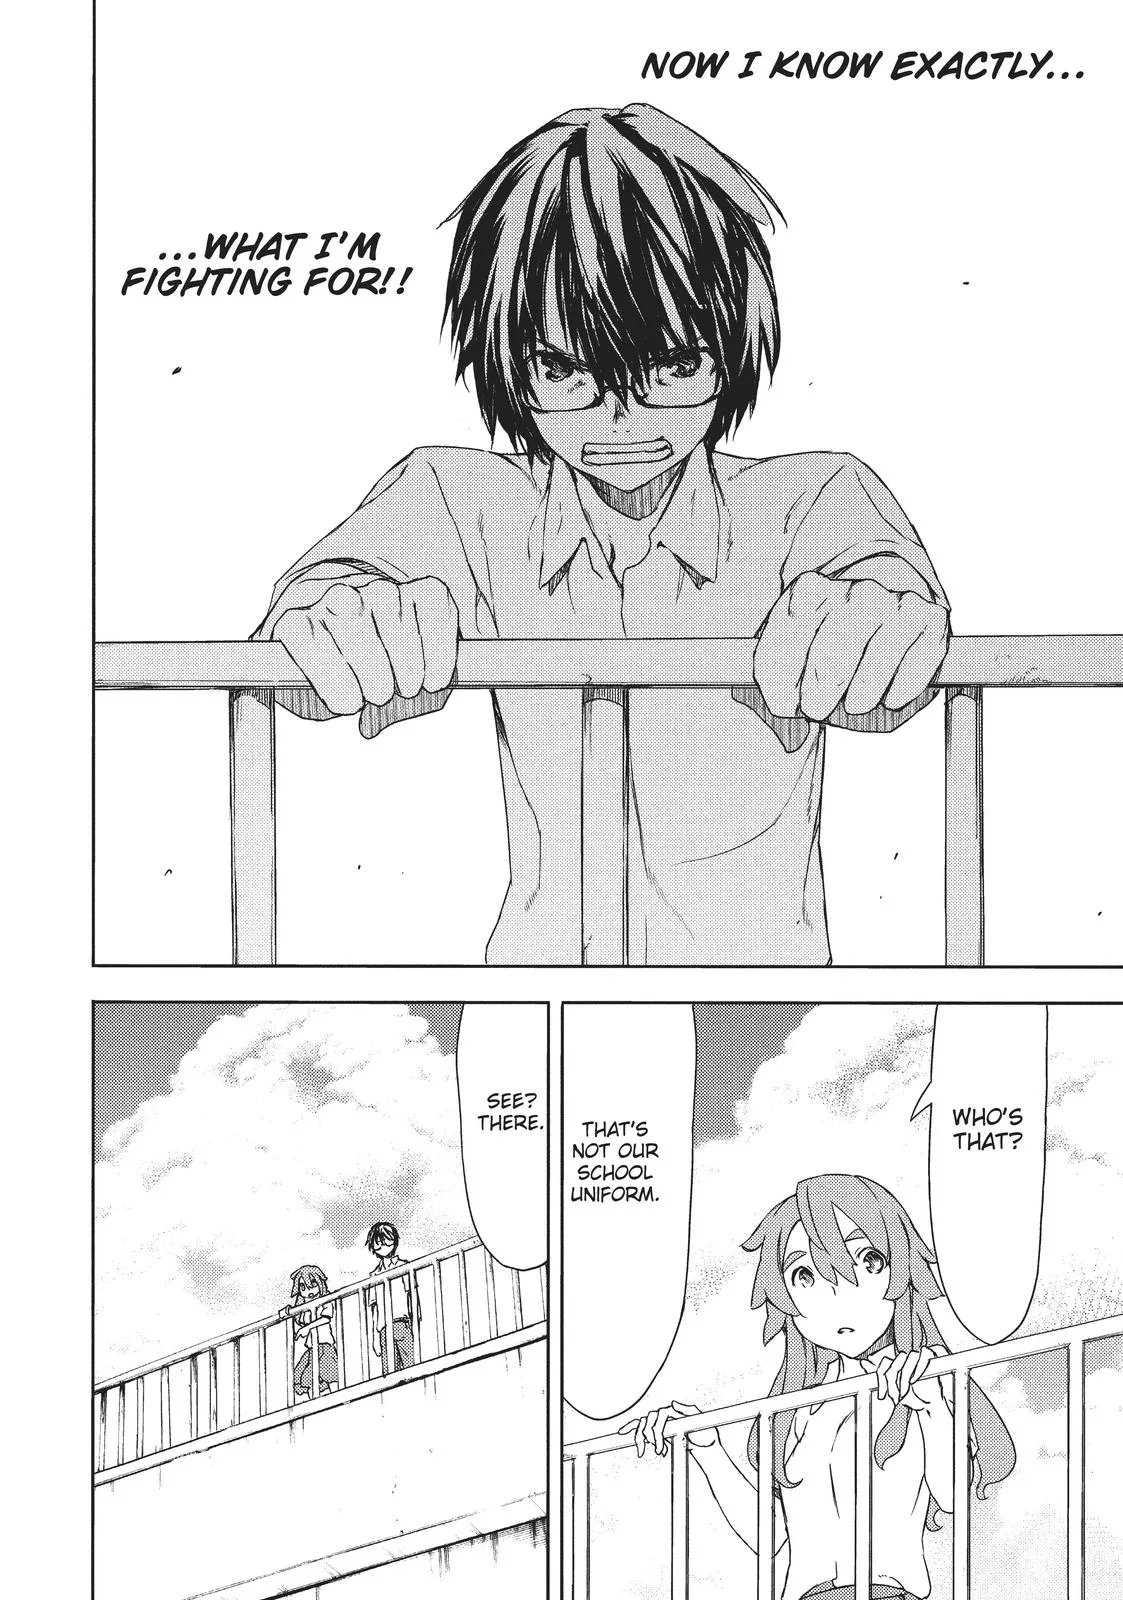 NOW I KNOW EXACTLY...
...WHAT I'M
FIGHTING FOR!!
WHO'S
THAT?
THAT'S
NOT OUR
SCHOOL
UNIFORM.
SEE?
THERE.